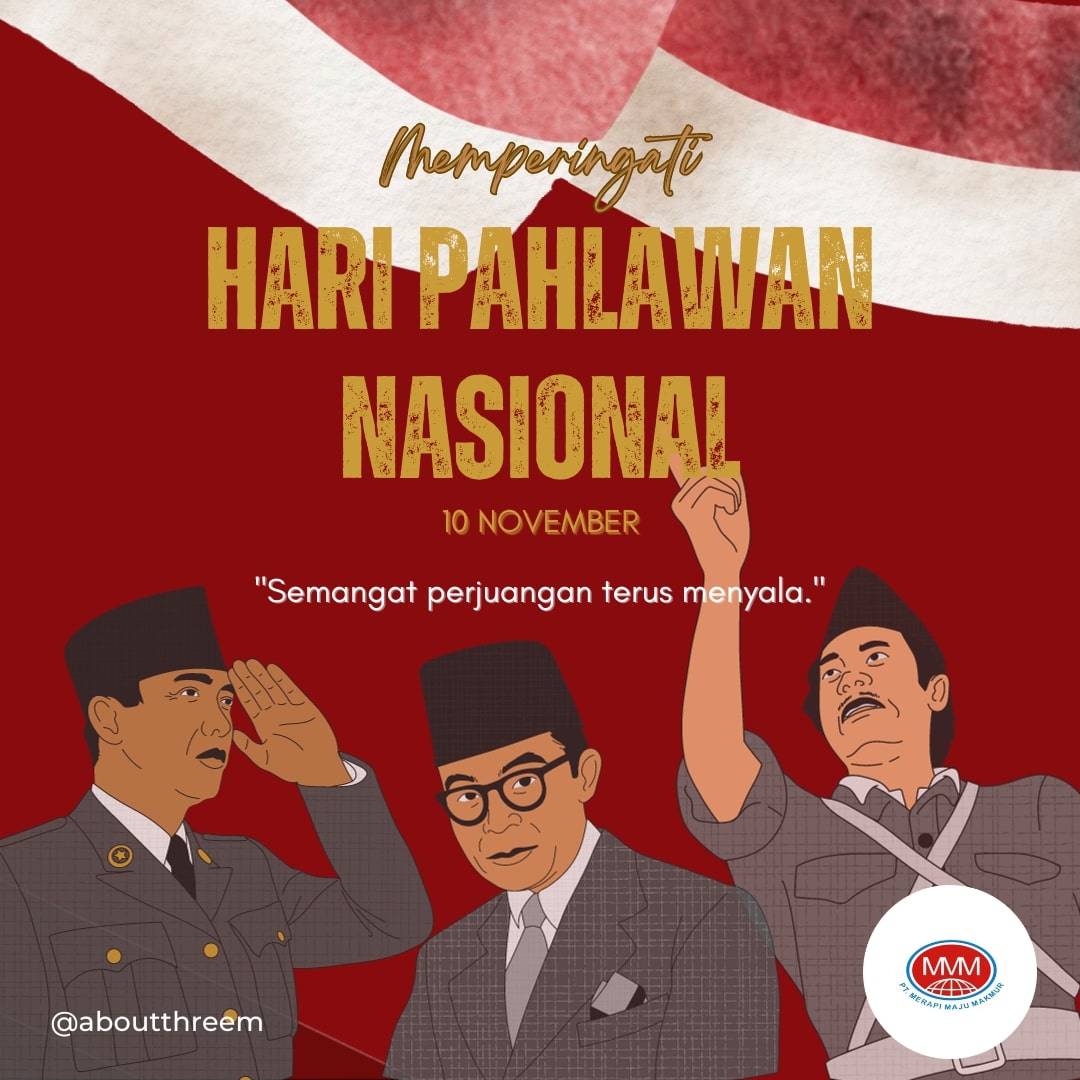 Memperingati
HARI PAHLAWAN
NASIONAL
10 NOVEMBER
"Semangat perjuangan terus menyala."
MMM
PT. MERAPI MAJU MAKMUR
@aboutthreem